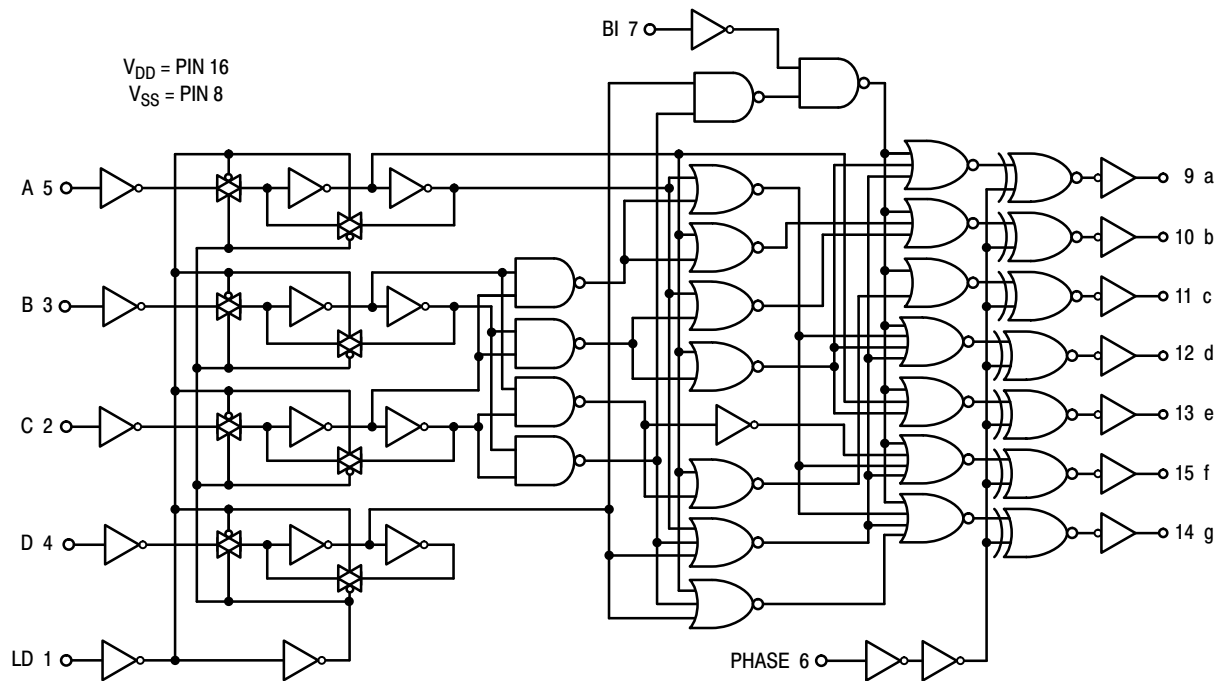 BI 7
V_DD = PIN 16
V_SS = PIN 8
A 5
B 3
C 2
D 4
LD 1
PHASE 6
9 a
10 b
11 c
12 d
13 e
15 f
14 g